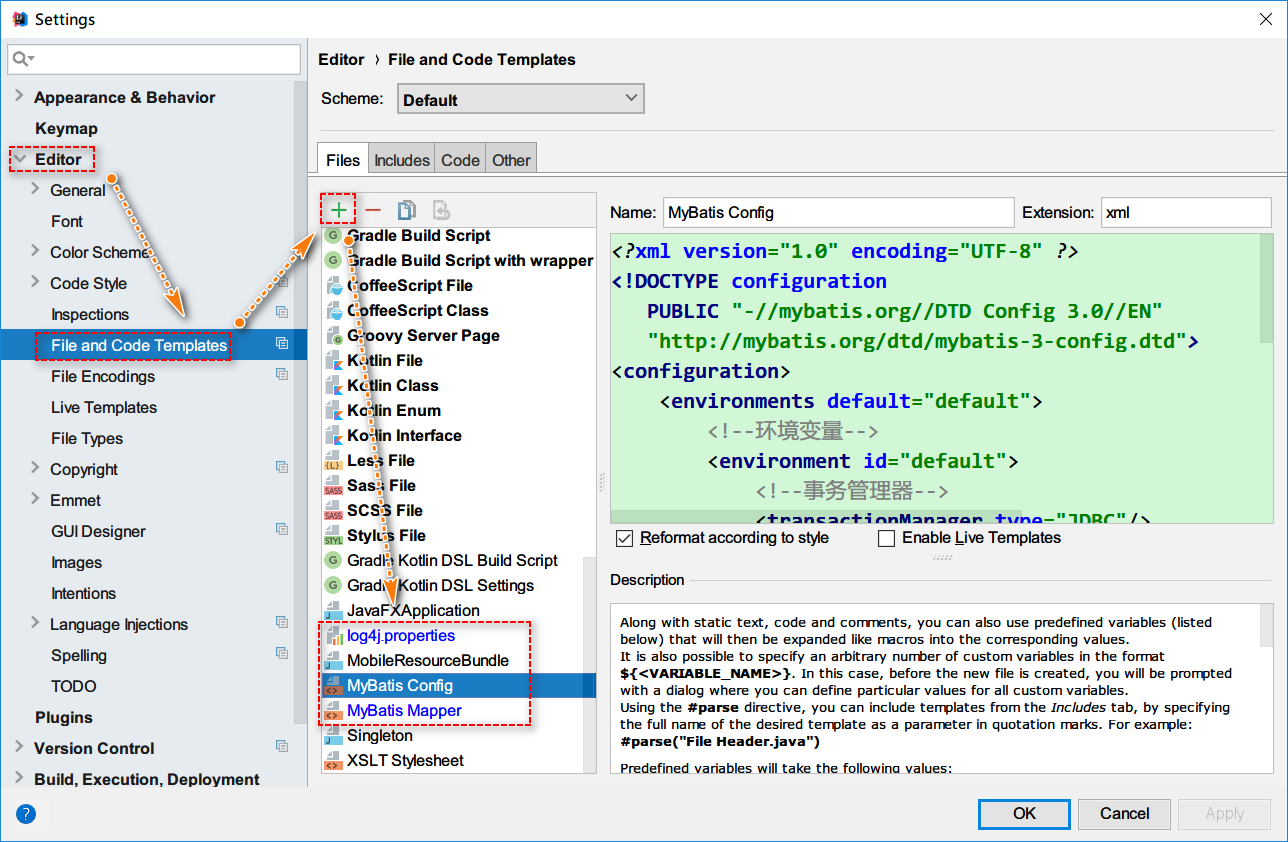 Settings
Editor › File and Code Templates
Appearance & Behavior
Keymap
Editor
General
Font
Color Scheme
Code Style
Inspections
File and Code Templates
File Encodings
Live Templates
File Types
Copyright
Emmet
GUI Designer
Images
Intentions
Language Injections
Spelling
TODO
Plugins
Version Control
Build, Execution, Deployment
Scheme: Default
Files Includes Code Other
Gradle Build Script
Gradle Build Script with wrapper
CoffeeScript File
CoffeeScript Class
Groovy Server Page
Kotlin File
Kotlin Class
Kotlin Enum
Kotlin Interface
Less File
Sass File
SCSS File
Stylus File
Gradle Kotlin DSL Build Script
Gradle Kotlin DSL Settings
JavaFXApplication
log4j.properties
MobileResourceBundle
MyBatis Config
MyBatis Mapper
Singleton
XSLT Stylesheet
Name: MyBatis Config Extension: xml
<?xml version="1.0" encoding="UTF-8" ?>
<!DOCTYPE configuration
PUBLIC "-//mybatis.org//DTD Config 3.0//EN"
"http://mybatis.org/dtd/mybatis-3-config.dtd">
<configuration>
<environments default="default">
<!--环境变量-->
<environment id="default">
<!--事务管理器-->
<transactionManager type="JDBC"/>
Reformat according to style Enable Live Templates
Description
Along with static text, code and comments, you can also use predefined variables (listed
below) that will then be expanded like macros into the corresponding values.
It is also possible to specify an arbitrary number of custom variables in the format
${<VARIABLE_NAME>}. In this case, before the new file is created, you will be prompted
with a dialog where you can define particular values for all custom variables.
Using the #parse directive, you can include templates from the Includes tab, by specifying
the full name of the desired template as a parameter in quotation marks. For example:
#parse("File Header.java")
Predefined variables will take the following values:
? OK Cancel Apply